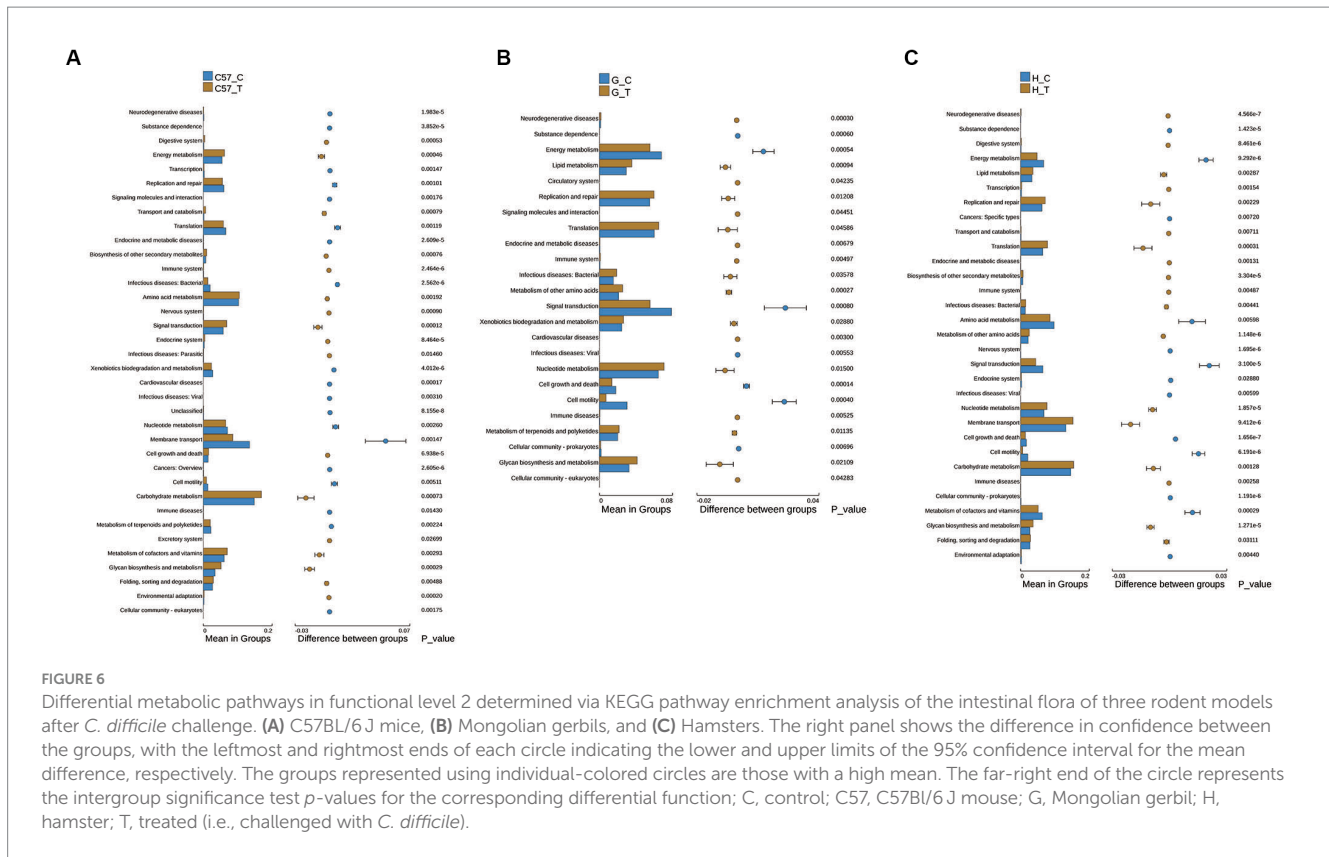 A
C57_C
C57_T
Neurodegenerative diseases 1.983e-5
Substance dependence 3.852e-5
Digestive system 0.00053
Energy metabolism 0.00046
Transcription 0.00147
Replication and repair 0.00101
Signaling molecules and interaction 0.00176
Transport and catabolism 0.00079
Translation 0.00119
Endocrine and metabolic diseases 2.609e-5
Biosynthesis of other secondary metabolites 0.00076
Immune system 2.464e-6
Infectious diseases: Bacterial 2.562e-6
Amino acid metabolism 0.00192
Nervous system 0.00090
Signal transduction 0.00012
Endocrine system 8.464e-5
Infectious diseases: Parasitic 0.01460
Xenobiotics biodegradation and metabolism 4.012e-6
Cardiovascular diseases 0.00017
Infectious diseases: Viral 0.00310
Unclassified 8.155e-8
Nucleotide metabolism 0.00260
Membrane transport 0.00147
Cell growth and death 6.938e-5
Cancers: Overview 2.605e-6
Cell motility 0.00511
Carbohydrate metabolism 0.00073
Immune diseases 0.01430
Metabolism of terpenoids and polyketides 0.00224
Excretory system 0.02699
Metabolism of cofactors and vitamins 0.00293
Glycan biosynthesis and metabolism 0.00029
Folding, sorting and degradation 0.00488
Environmental adaptation 0.00020
Cellular community - eukaryotes 0.00175
0 0.2 -0.03 0.07
Mean in Groups Difference between groups P_value
B
G_C
G_T
Neurodegenerative diseases 0.00030
Substance dependence 0.00060
Energy metabolism 0.00054
Lipid metabolism 0.00094
Circulatory system 0.04235
Replication and repair 0.01208
Signaling molecules and interaction 0.04451
Translation 0.04586
Endocrine and metabolic diseases 0.00679
Immune system 0.00497
Infectious diseases: Bacterial 0.03578
Metabolism of other amino acids 0.00027
Signal transduction 0.00080
Xenobiotics biodegradation and metabolism 0.02880
Cardiovascular diseases 0.00300
Infectious diseases: Viral 0.00553
Nucleotide metabolism 0.01500
Cell growth and death 0.00014
Cell motility 0.00040
Immune diseases 0.00525
Metabolism of terpenoids and polyketides 0.01135
Cellular community - prokaryotes 0.00696
Glycan biosynthesis and metabolism 0.02109
Cellular community - eukaryotes 0.04283
0 0.08 -0.02 0.04
Mean in Groups Difference between groups P_value
C
H_C
H_T
Neurodegenerative diseases 4.566e-7
Substance dependence 1.423e-5
Digestive system 8.461e-6
Energy metabolism 9.292e-6
Lipid metabolism 0.00287
Transcription 0.00154
Replication and repair 0.00229
Cancers: Specific types 0.00720
Transport and catabolism 0.00711
Translation 0.00031
Endocrine and metabolic diseases 0.00131
Biosynthesis of other secondary metabolites 3.304e-5
Immune system 0.00487
Infectious diseases: Bacterial 0.00441
Amino acid metabolism 0.00598
Metabolism of other amino acids 1.148e-6
Nervous system 1.695e-6
Signal transduction 3.100e-5
Endocrine system 0.02880
Infectious diseases: Viral 0.00599
Nucleotide metabolism 1.857e-5
Membrane transport 9.412e-6
Cell growth and death 1.656e-7
Cell motility 6.191e-6
Carbohydrate metabolism 0.00128
Immune diseases 0.00258
Cellular community - prokaryotes 1.191e-6
Metabolism of cofactors and vitamins 0.00029
Glycan biosynthesis and metabolism 1.271e-5
Folding, sorting and degradation 0.03111
Environmental adaptation 0.00440
0 0.2 -0.03 0.03
Mean in Groups Difference between groups P_value
FIGURE 6
Differential metabolic pathways in functional level 2 determined via KEGG pathway enrichment analysis of the intestinal flora of three rodent models
after C. difficile challenge. (A) C57BL/6 J mice, (B) Mongolian gerbils, and (C) Hamsters. The right panel shows the difference in confidence between
the groups, with the leftmost and rightmost ends of each circle indicating the lower and upper limits of the 95% confidence interval for the mean
difference, respectively. The groups represented using individual-colored circles are those with a high mean. The far-right end of the circle represents
the intergroup significance test p-values for the corresponding differential function; C, control; C57, C57Bl/6 J mouse; G, Mongolian gerbil; H,
hamster; T, treated (i.e., challenged with C. difficile).